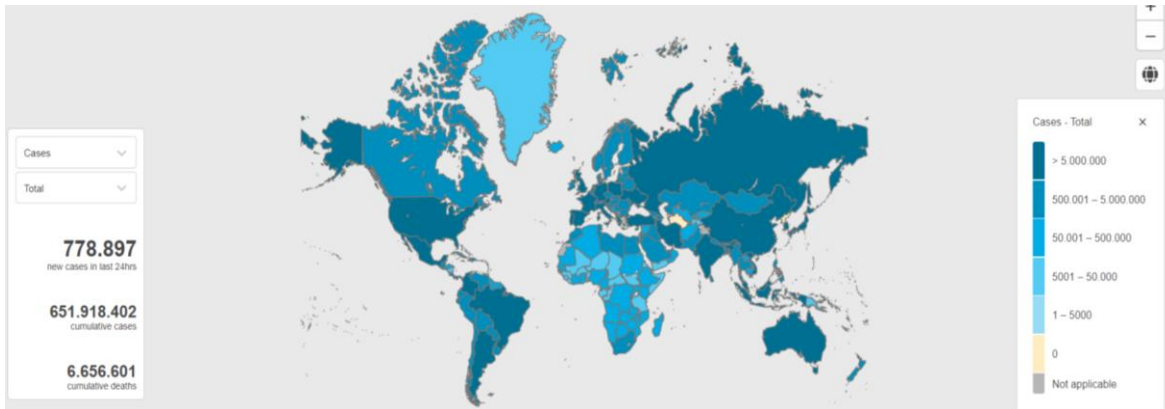 Cases
Total
778.897
new cases in last 24hrs
651.918.402
cumulative cases
6.656.601
cumulative deaths
+
−
Cases - Total ×
> 5.000.000
500.001 – 5.000.000
50.001 – 500.000
5001 – 50.000
1 – 5000
0
Not applicable